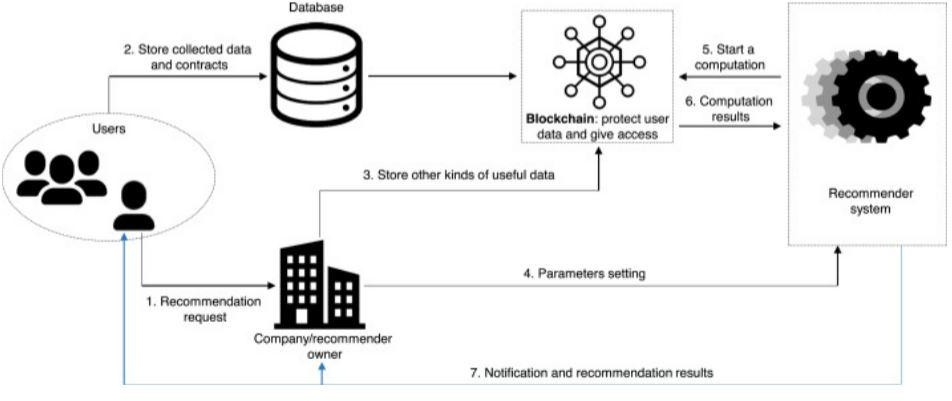 Database
2. Store collected data
and contracts
5. Start a
computation
6. Computation
results
Blockchain: protect user
data and give access
Users
3. Store other kinds of useful data
Recommender
system
4. Parameters setting
1. Recommendation
request
Company/recommender
owner
7. Notification and recommendation results